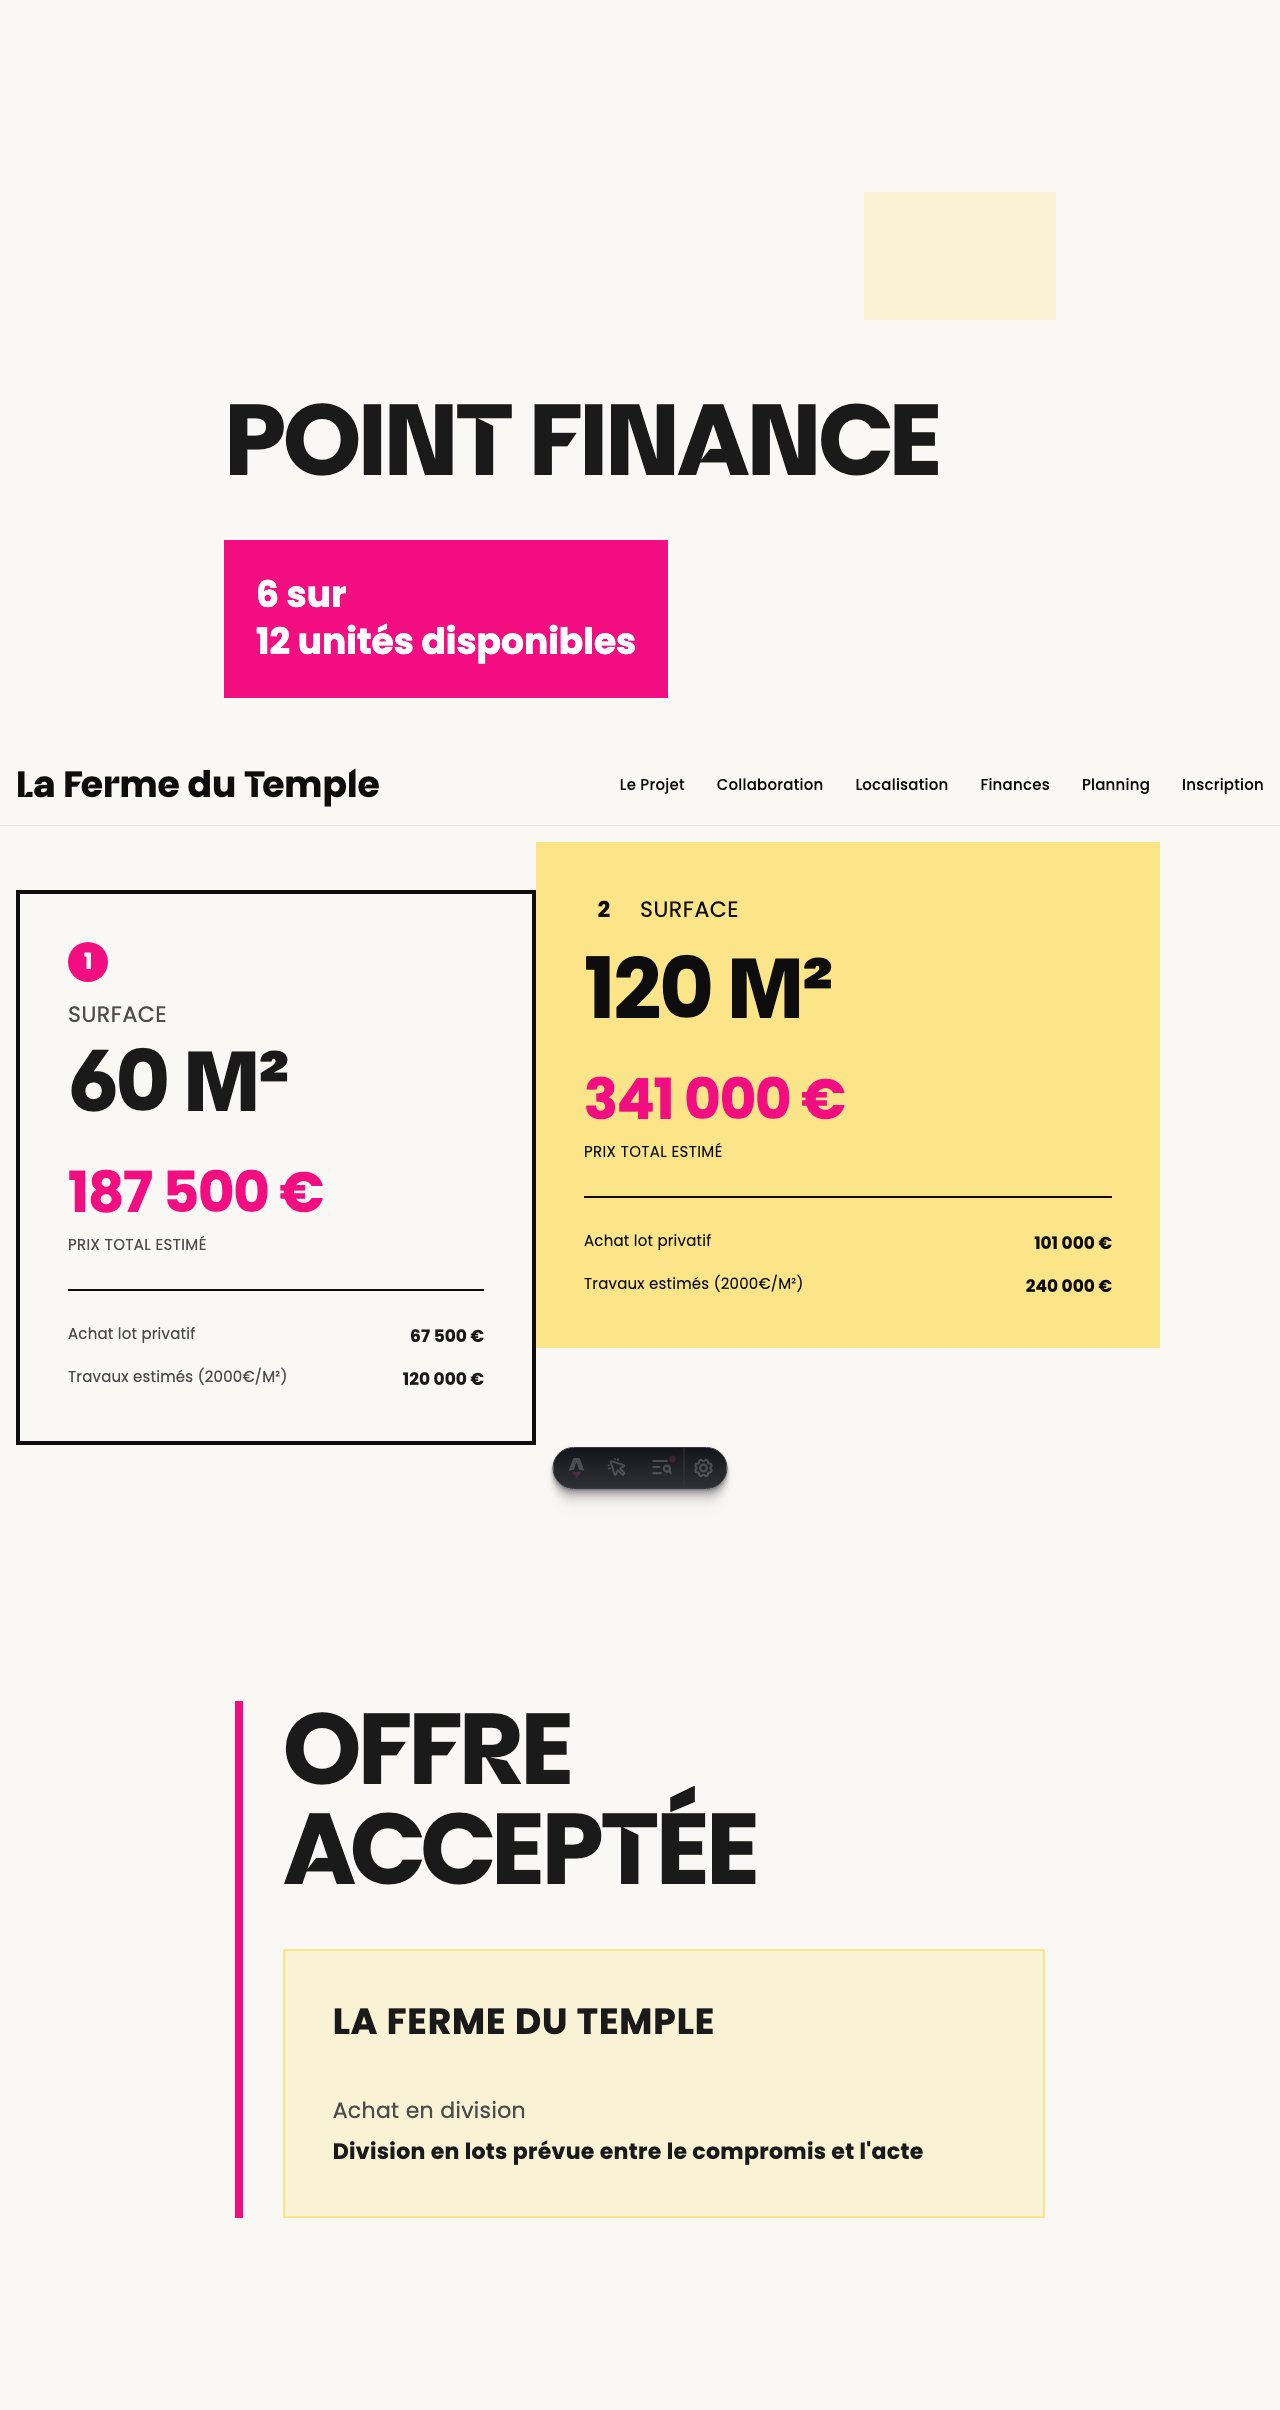 POINT FINANCE
6 sur
12 unités disponibles
La Ferme du Temple
Le Projet
Collaboration
Localisation
Finances
Planning
Inscription
1
SURFACE
60 M²
187 500 €
PRIX TOTAL ESTIMÉ
Achat lot privatif 67 500 €
Travaux estimés (2000€/M²) 120 000 €
2 SURFACE
120 M²
341 000 €
PRIX TOTAL ESTIMÉ
Achat lot privatif 101 000 €
Travaux estimés (2000€/M²) 240 000 €
OFFRE
ACCEPTÉE
LA FERME DU TEMPLE
Achat en division
Division en lots prévue entre le compromis et l'acte